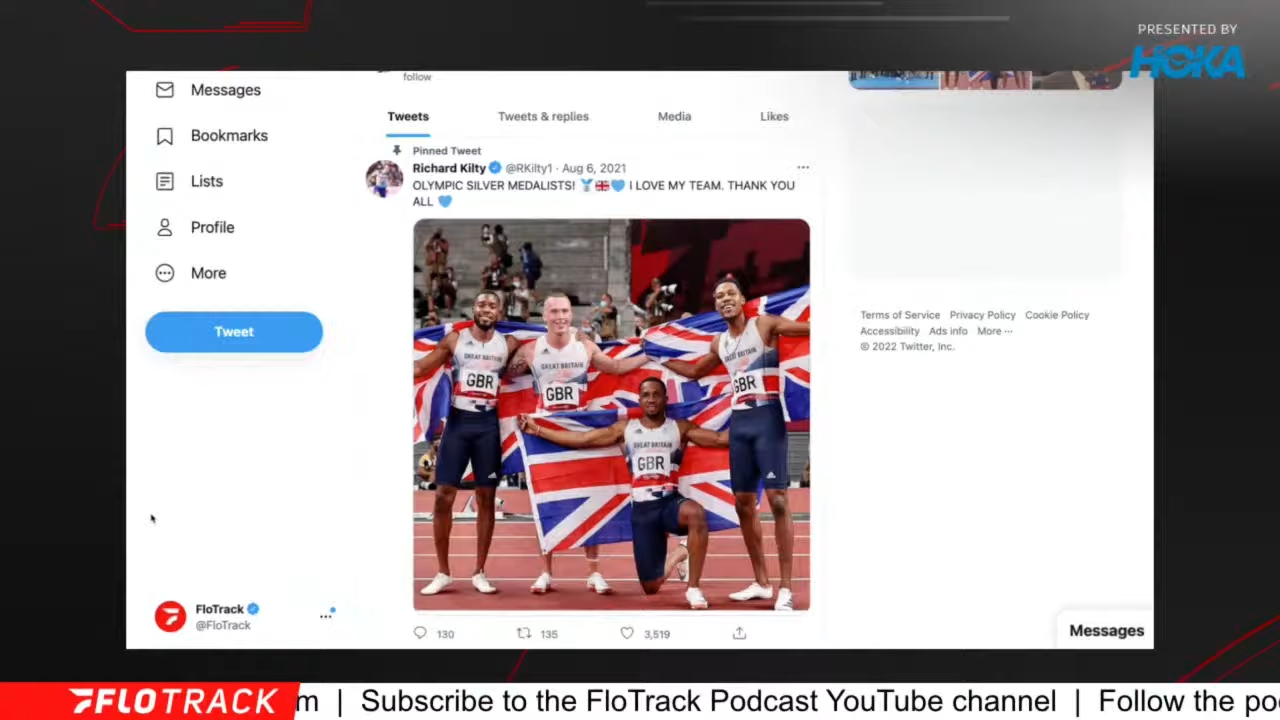 PRESENTED BY
HOKA
Messages
Bookmarks
Lists
Profile
More
Tweet
FloTrack
@FloTrack
follow
Tweets
Tweets & replies
Media
Likes
Pinned Tweet
Richard Kilty @RKilty1 · Aug 6, 2021
OLYMPIC SILVER MEDALISTS! 🥈🇬🇧💙 I LOVE MY TEAM. THANK YOU
ALL 💙
GREAT BRITAIN
GBR
GREAT BRITAIN
GBR
GREAT BRITAIN
GBR
GREAT BRITAIN
GBR
130
135
3,519
Terms of Service Privacy Policy Cookie Policy
Accessibility Ads info More ···
© 2022 Twitter, Inc.
Messages
FLOTRACK
m | Subscribe to the FloTrack Podcast YouTube channel | Follow the po